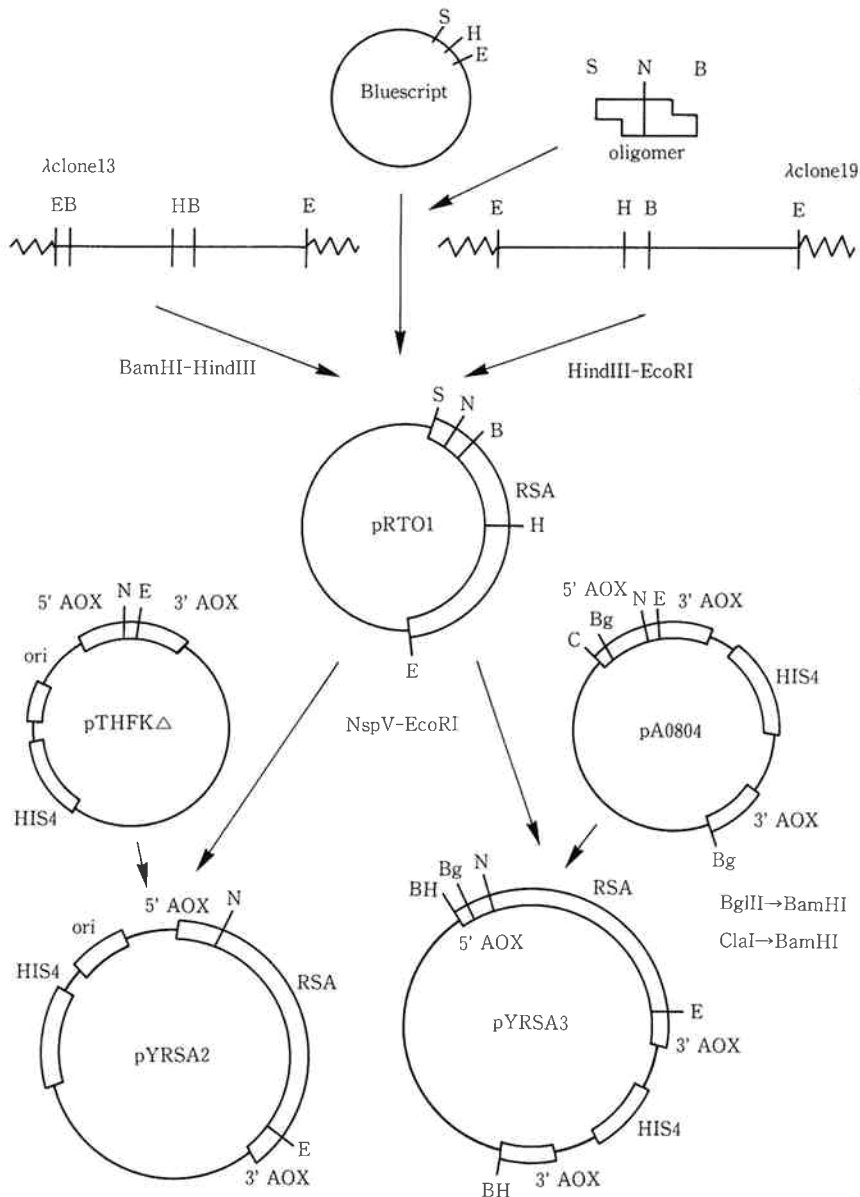 S
H
E
Bluescript
S N B
oligomer
λclone13
EB HB E
λclone19
E H B E
BamHI-HindIII
HindIII-EcoRI
S
N
B
RSA
pRTO1
H
E
5' AOX
N E
3' AOX
ori
pTHFK△
HIS4
NspV-EcoRI
5' AOX
N E
3' AOX
Bg
C
HIS4
pA0804
3' AOX
Bg
BglII→BamHI
ClaI→BamHI
5' AOX
N
ori
HIS4
RSA
pYRSA2
E
3' AOX
BH
Bg
N
RSA
5' AOX
pYRSA3
E
3' AOX
HIS4
3' AOX
BH